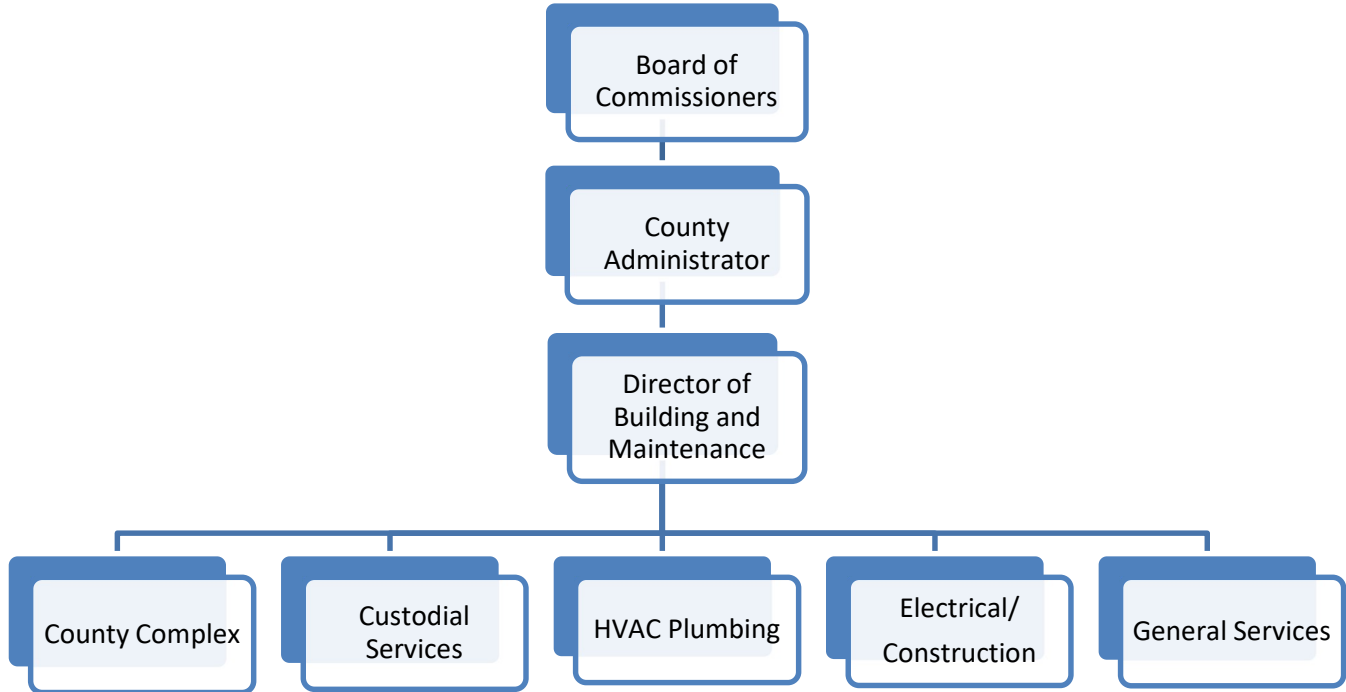 Board of
Commissioners
County
Administrator
Director of
Building and
Maintenance
County Complex
Custodial
Services
HVAC Plumbing
Electrical/
Construction
General Services